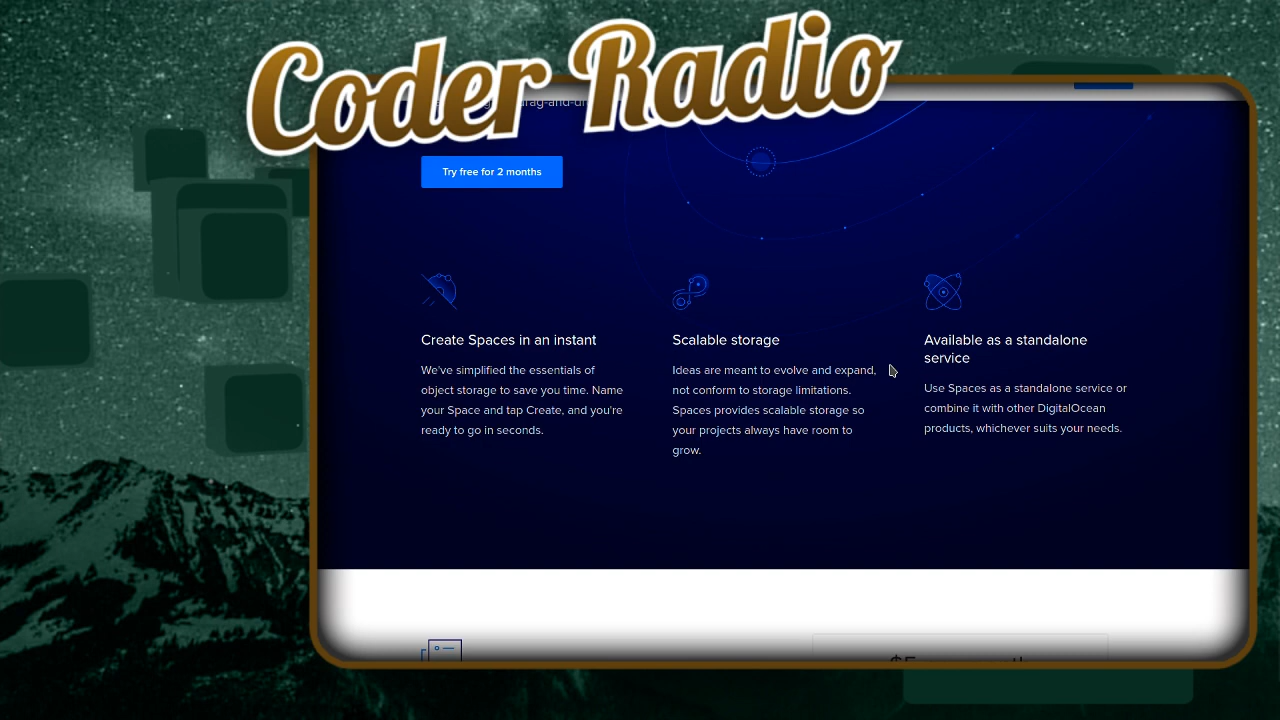 Coder Radio
drag-and-dr
Try free for 2 months
Create Spaces in an instant
We've simplified the essentials of
object storage to save you time. Name
your Space and tap Create, and you're
ready to go in seconds.
Scalable storage
Ideas are meant to evolve and expand,
not conform to storage limitations.
Spaces provides scalable storage so
your projects always have room to
grow.
Available as a standalone
service
Use Spaces as a standalone service or
combine it with other DigitalOcean
products, whichever suits your needs.